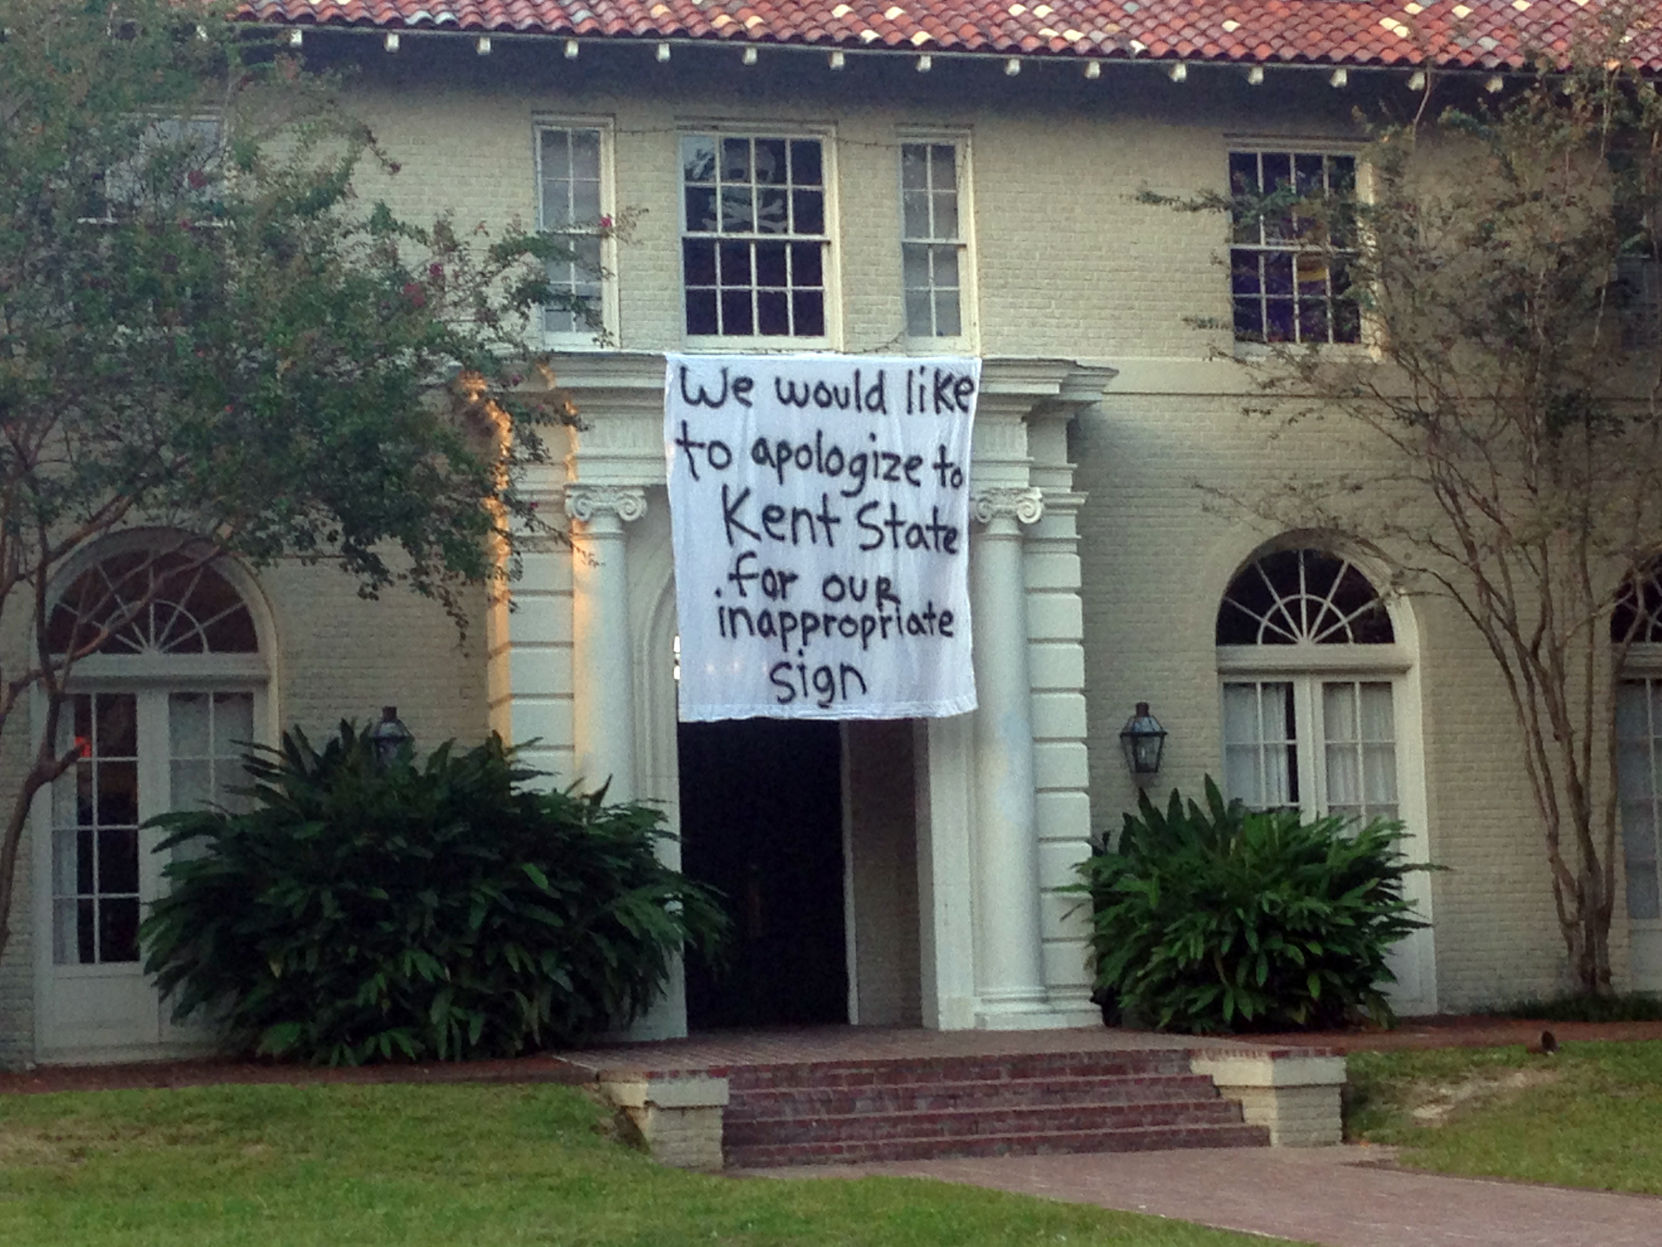 We would like
to apologize to
Kent State
for our
inappropriate
sign